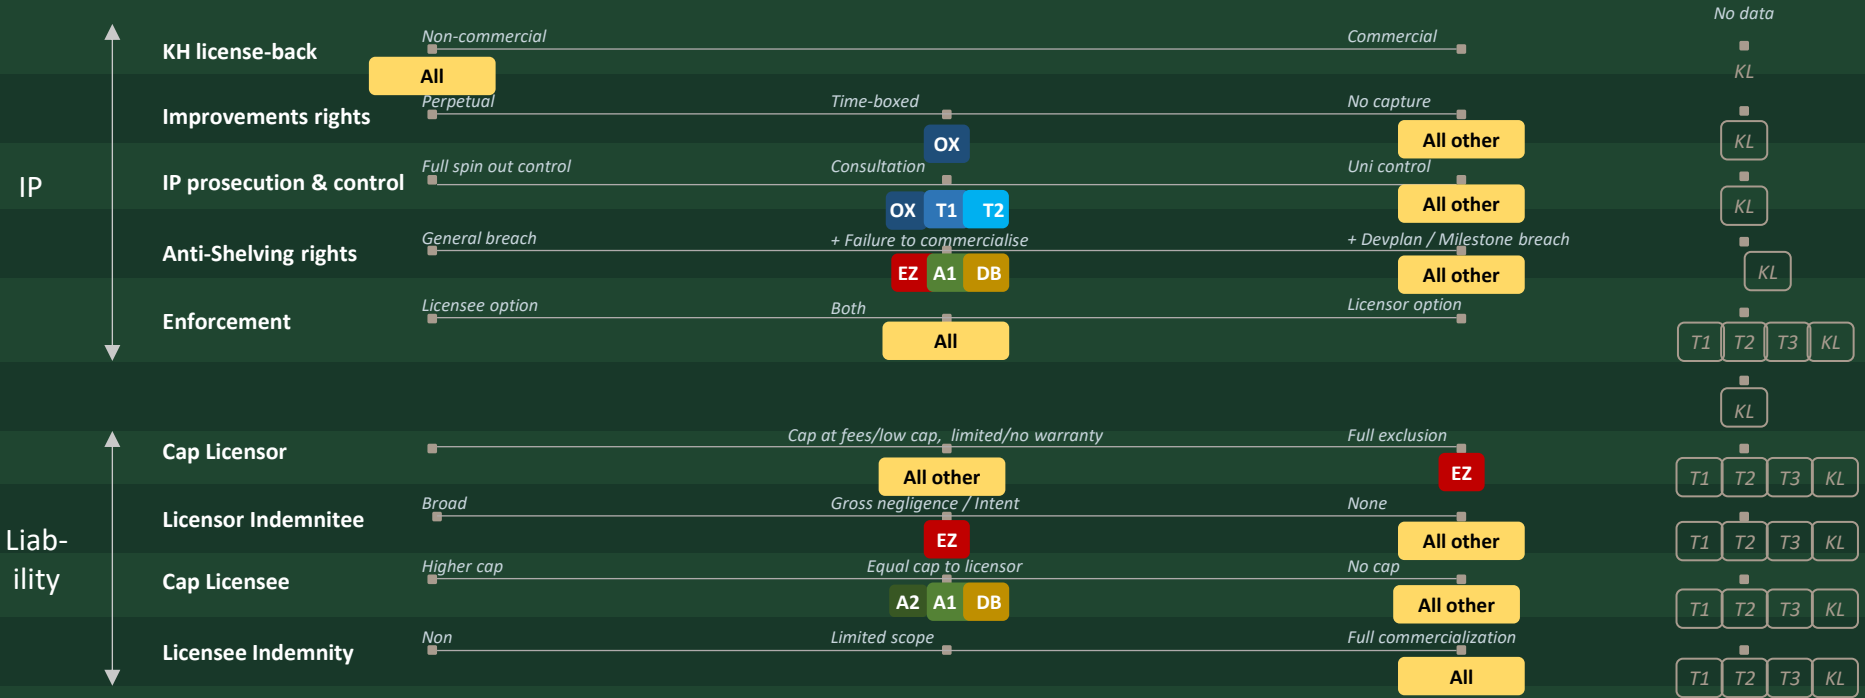 No data
KH license-back
Non-commercial
Commercial
All
KL
Improvements rights
Perpetual
Time-boxed
No capture
OX
All other
KL
IP
IP prosecution & control
Full spin out control
Consultation
Uni control
OX T1 T2
All other
KL
Anti-Shelving rights
General breach
+ Failure to commercialise
+ Devplan / Milestone breach
EZ A1 DB
All other
KL
Enforcement
Licensee option
Both
Licensor option
All
T1 T2 T3 KL
KL
Liab-
ility
Cap Licensor
Cap at fees/low cap, limited/no warranty
Full exclusion
All other
EZ
T1 T2 T3 KL
Licensor Indemnitee
Broad
Gross negligence / Intent
None
EZ
All other
T1 T2 T3 KL
Cap Licensee
Higher cap
Equal cap to licensor
No cap
A2 A1 DB
All other
T1 T2 T3 KL
Licensee Indemnity
Non
Limited scope
Full commercialization
All
T1 T2 T3 KL